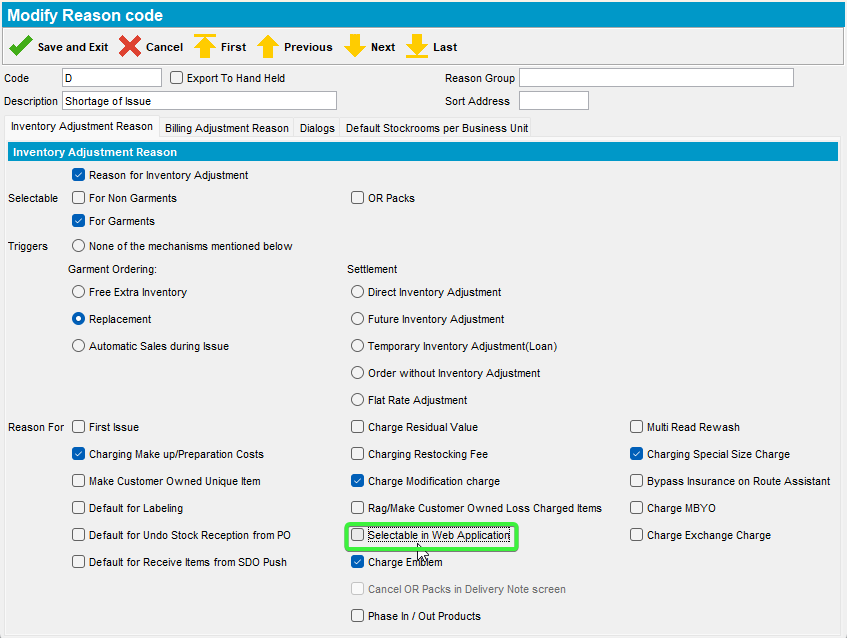 Modify Reason code
Save and Exit Cancel First Previous Next Last
Code D Export To Hand Held Reason Group
Description Shortage of Issue Sort Address
Inventory Adjustment Reason Billing Adjustment Reason Dialogs Default Stockrooms per Business Unit
Inventory Adjustment Reason
Reason for Inventory Adjustment
Selectable For Non Garments OR Packs
For Garments
Triggers None of the mechanisms mentioned below
Garment Ordering: Settlement
Free Extra Inventory Direct Inventory Adjustment
Replacement Future Inventory Adjustment
Automatic Sales during Issue Temporary Inventory Adjustment(Loan)
Order without Inventory Adjustment
Flat Rate Adjustment
Reason For First Issue Charge Residual Value Multi Read Rewash
Charging Make up/Preparation Costs Charging Restocking Fee Charging Special Size Charge
Make Customer Owned Unique Item Charge Modification charge Bypass Insurance on Route Assistant
Default for Labeling Rag/Make Customer Owned Loss Charged Items Charge MBYO
Default for Undo Stock Reception from PO Selectable in Web Application Charge Exchange Charge
Default for Receive Items from SDO Push Charge Emblem
Cancel OR Packs in Delivery Note screen
Phase In / Out Products